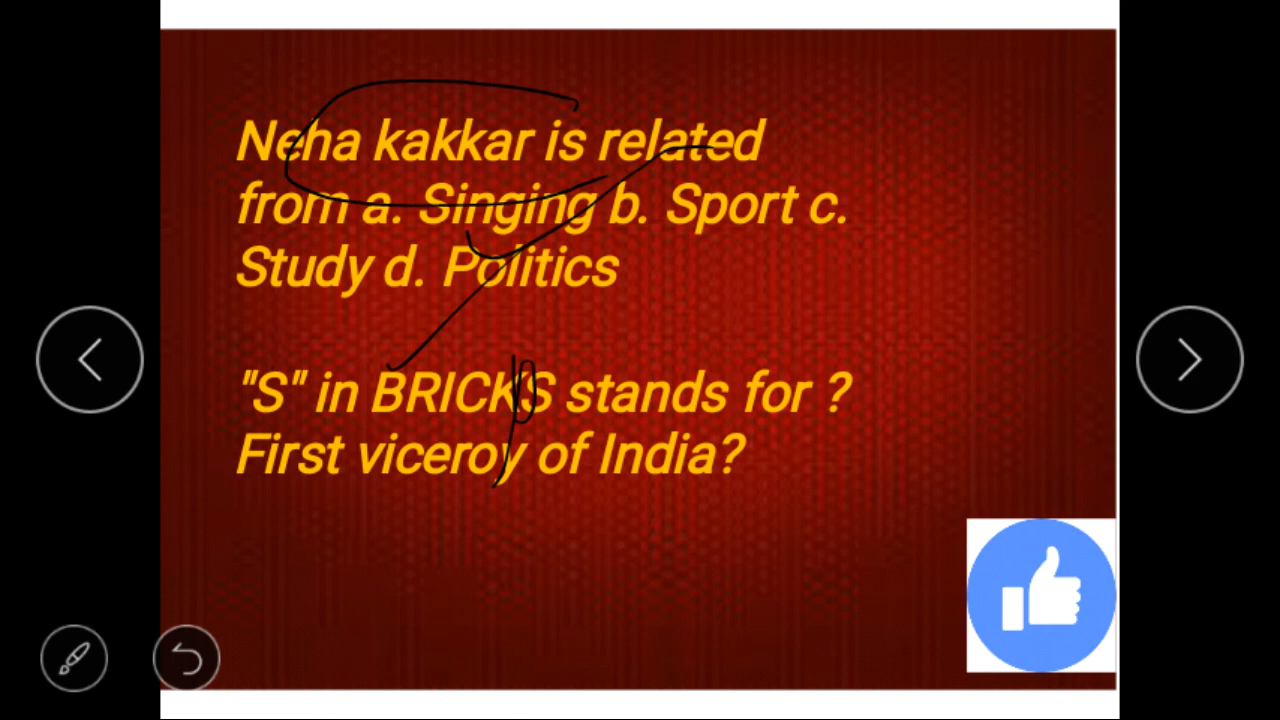 Neha kakkar is related
from a. Singing b. Sport c.
Study d. Politics
"S" in BRICKS stands for ?
First viceroy of India?